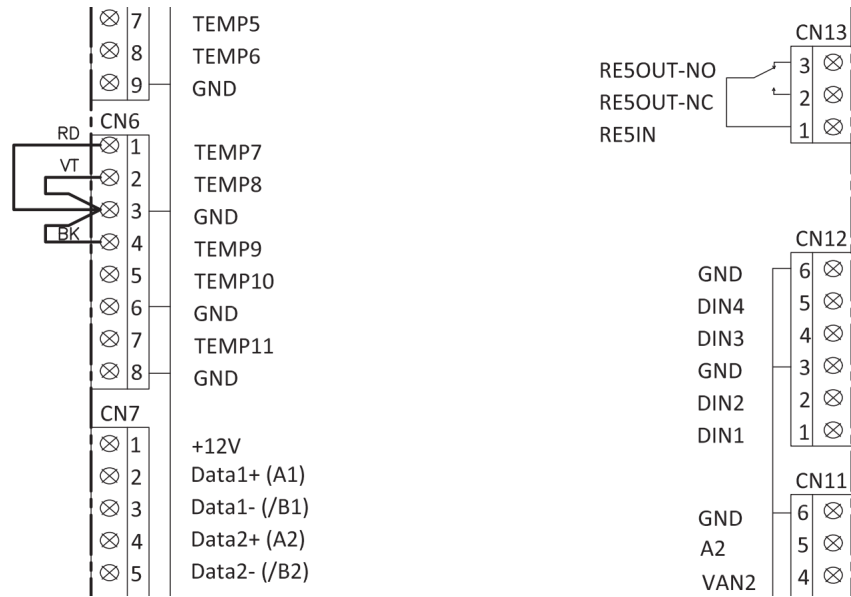 7 TEMP5
8 TEMP6
9 GND
CN6
RD 1 TEMP7
VT 2 TEMP8
3 GND
BK 4 TEMP9
5 TEMP10
6 GND
7 TEMP11
8 GND
CN7
1 +12V
2 Data1+ (A1)
3 Data1- (/B1)
4 Data2+ (A2)
5 Data2- (/B2)
CN13
RE5OUT-NO 3
RE5OUT-NC 2
RE5IN 1
CN12
GND 6
DIN4 5
DIN3 4
GND 3
DIN2 2
DIN1 1
CN11
GND 6
A2 5
VAN2 4